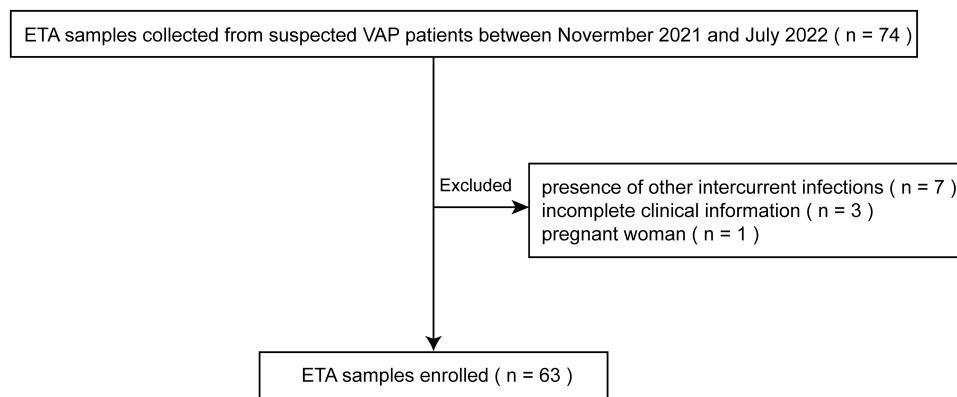 ETA samples collected from suspected VAP patients between Novermber 2021 and July 2022 ( n = 74 )
Excluded
presence of other intercurrent infections ( n = 7 )
incomplete clinical information ( n = 3 )
pregnant woman ( n = 1 )
ETA samples enrolled ( n = 63 )